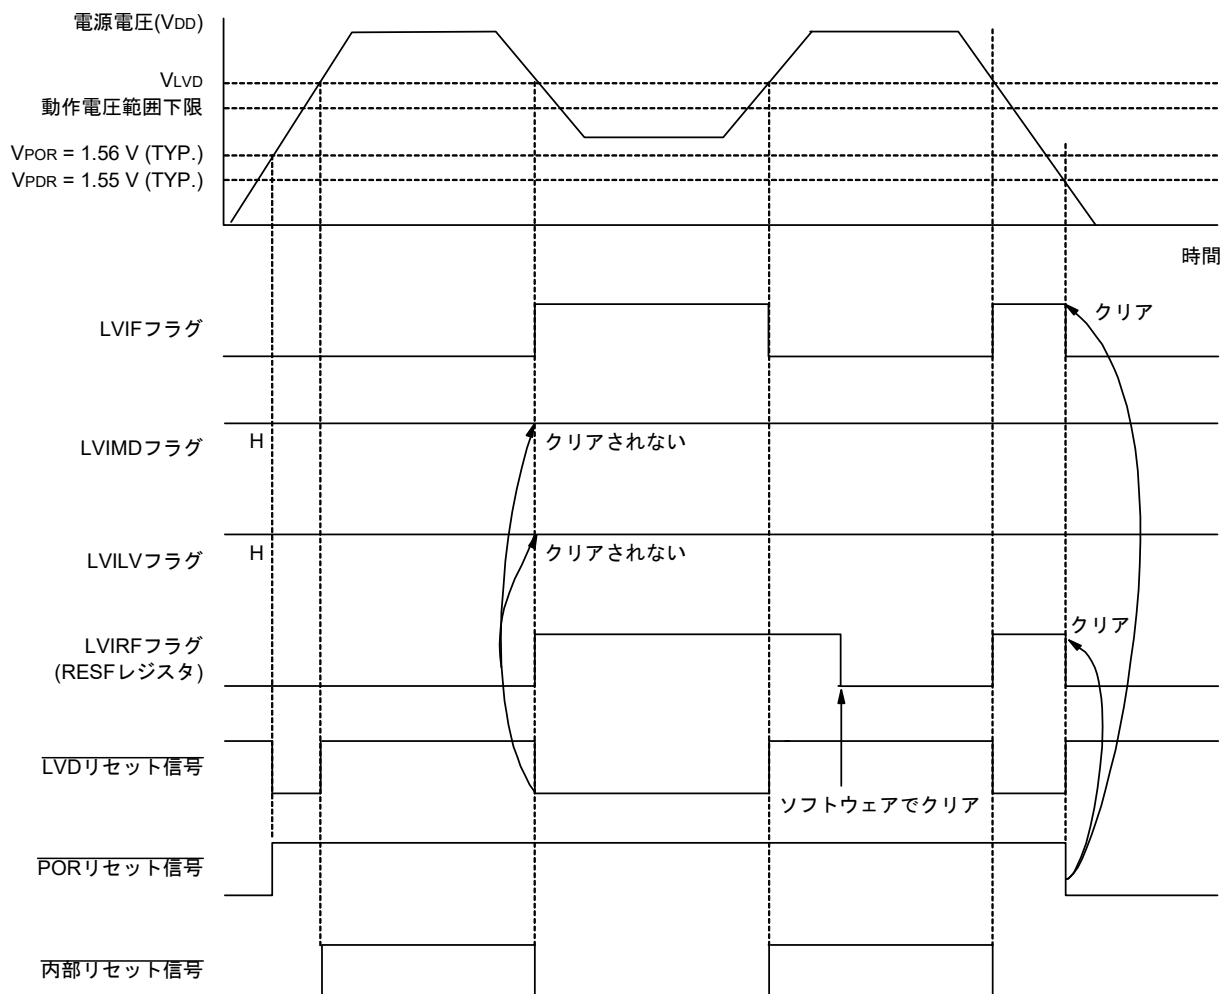 電源電圧(VDD)
VLVD
動作電圧範囲下限
VPOR = 1.56 V (TYP.)
VPDR = 1.55 V (TYP.)
時間
LVIFフラグ
クリア
LVIMDフラグ
H
クリアされない
LVILVフラグ
H
クリアされない
LVIRFフラグ
(RESFレジスタ)
クリア
LVDリセット信号
ソフトウェアでクリア
PORリセット信号
内部リセット信号